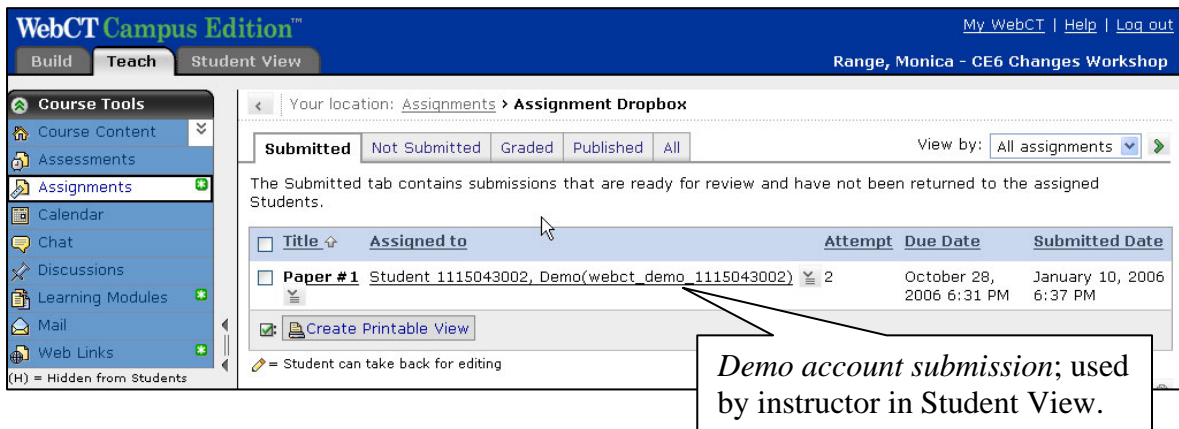 WebCT Campus Edition™
My WebCT | Help | Log out
Build Teach Student View
Range, Monica - CE6 Changes Workshop
Course Tools
Course Content
Assessments
Assignments
Calendar
Chat
Discussions
Learning Modules
Mail
Web Links
(H) = Hidden from Students
Your location: Assignments > Assignment Dropbox
Submitted Not Submitted Graded Published All
View by: All assignments
The Submitted tab contains submissions that are ready for review and have not been returned to the assigned
Students.
Title Assigned to Attempt Due Date Submitted Date
Paper #1 Student 1115043002, Demo(webct_demo_1115043002) 2 October 28, January 10, 2006
2006 6:31 PM 6:37 PM
: Create Printable View
= Student can take back for editing
Demo account submission; used
by instructor in Student View.